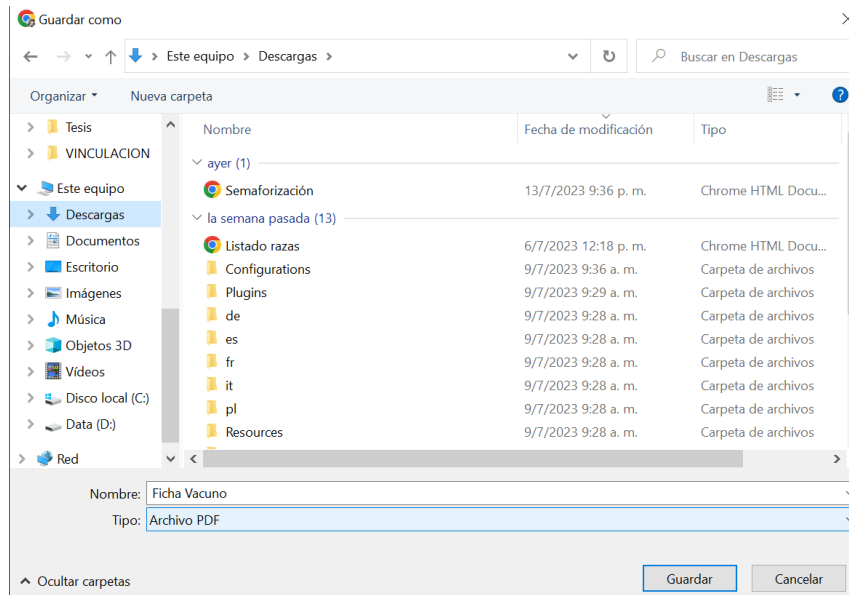 Guardar como
Este equipo > Descargas >
Buscar en Descargas
Organizar
Nueva carpeta
?
Tesis
VINCULACION
Este equipo
Descargas
Documentos
Escritorio
Imágenes
Música
Objetos 3D
Vídeos
Disco local (C:)
Data (D:)
Red
Nombre Fecha de modificación Tipo
ayer (1)
Semaforización 13/7/2023 9:36 p. m. Chrome HTML Docu...
la semana pasada (13)
Listado razas 6/7/2023 12:18 p. m. Chrome HTML Docu...
Configurations 9/7/2023 9:36 a. m. Carpeta de archivos
Plugins 9/7/2023 9:29 a. m. Carpeta de archivos
de 9/7/2023 9:28 a. m. Carpeta de archivos
es 9/7/2023 9:28 a. m. Carpeta de archivos
fr 9/7/2023 9:28 a. m. Carpeta de archivos
it 9/7/2023 9:28 a. m. Carpeta de archivos
pl 9/7/2023 9:28 a. m. Carpeta de archivos
Resources 9/7/2023 9:28 a. m. Carpeta de archivos
Nombre: Ficha Vacuno
Tipo: Archivo PDF
Ocultar carpetas
Guardar
Cancelar